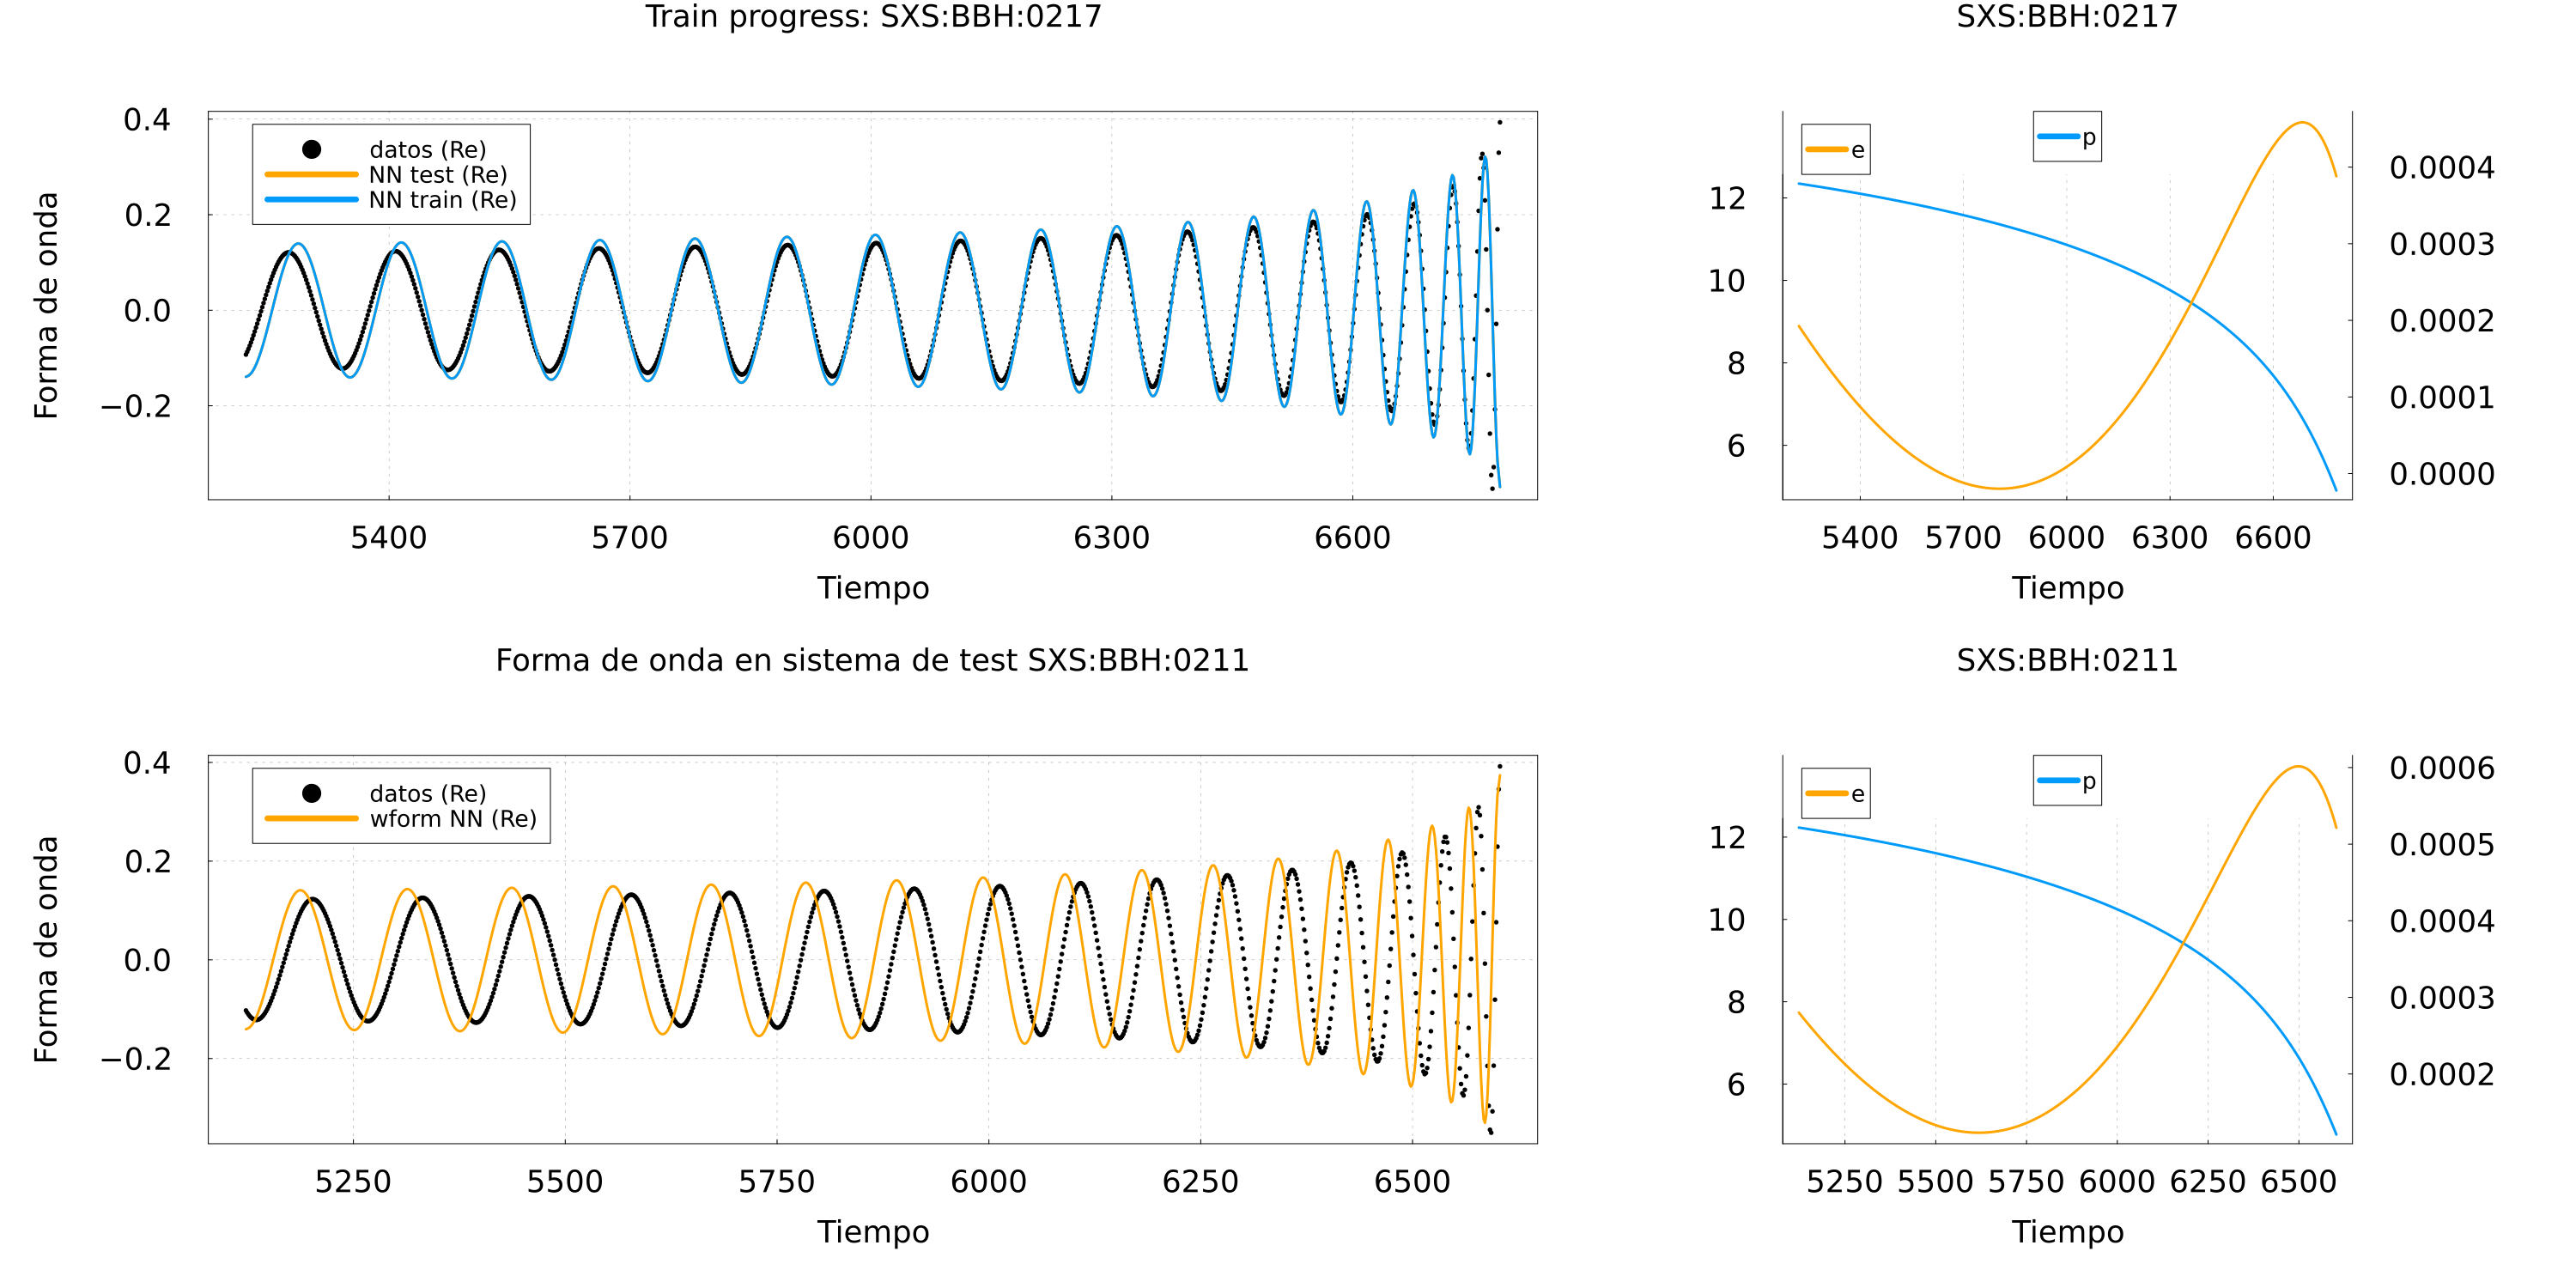 Train progress: SXS:BBH:0217
Forma de onda
0.4
0.2
0.0
−0.2
datos (Re)
NN test (Re)
NN train (Re)
5400 5700 6000 6300 6600
Tiempo
SXS:BBH:0217
e
p
12
10
8
6
0.0004
0.0003
0.0002
0.0001
0.0000
5400 5700 6000 6300 6600
Tiempo
Forma de onda en sistema de test SXS:BBH:0211
Forma de onda
0.4
0.2
0.0
−0.2
datos (Re)
wform NN (Re)
5250 5500 5750 6000 6250 6500
Tiempo
SXS:BBH:0211
e
p
12
10
8
6
0.0006
0.0005
0.0004
0.0003
0.0002
5250 5500 5750 6000 6250 6500
Tiempo